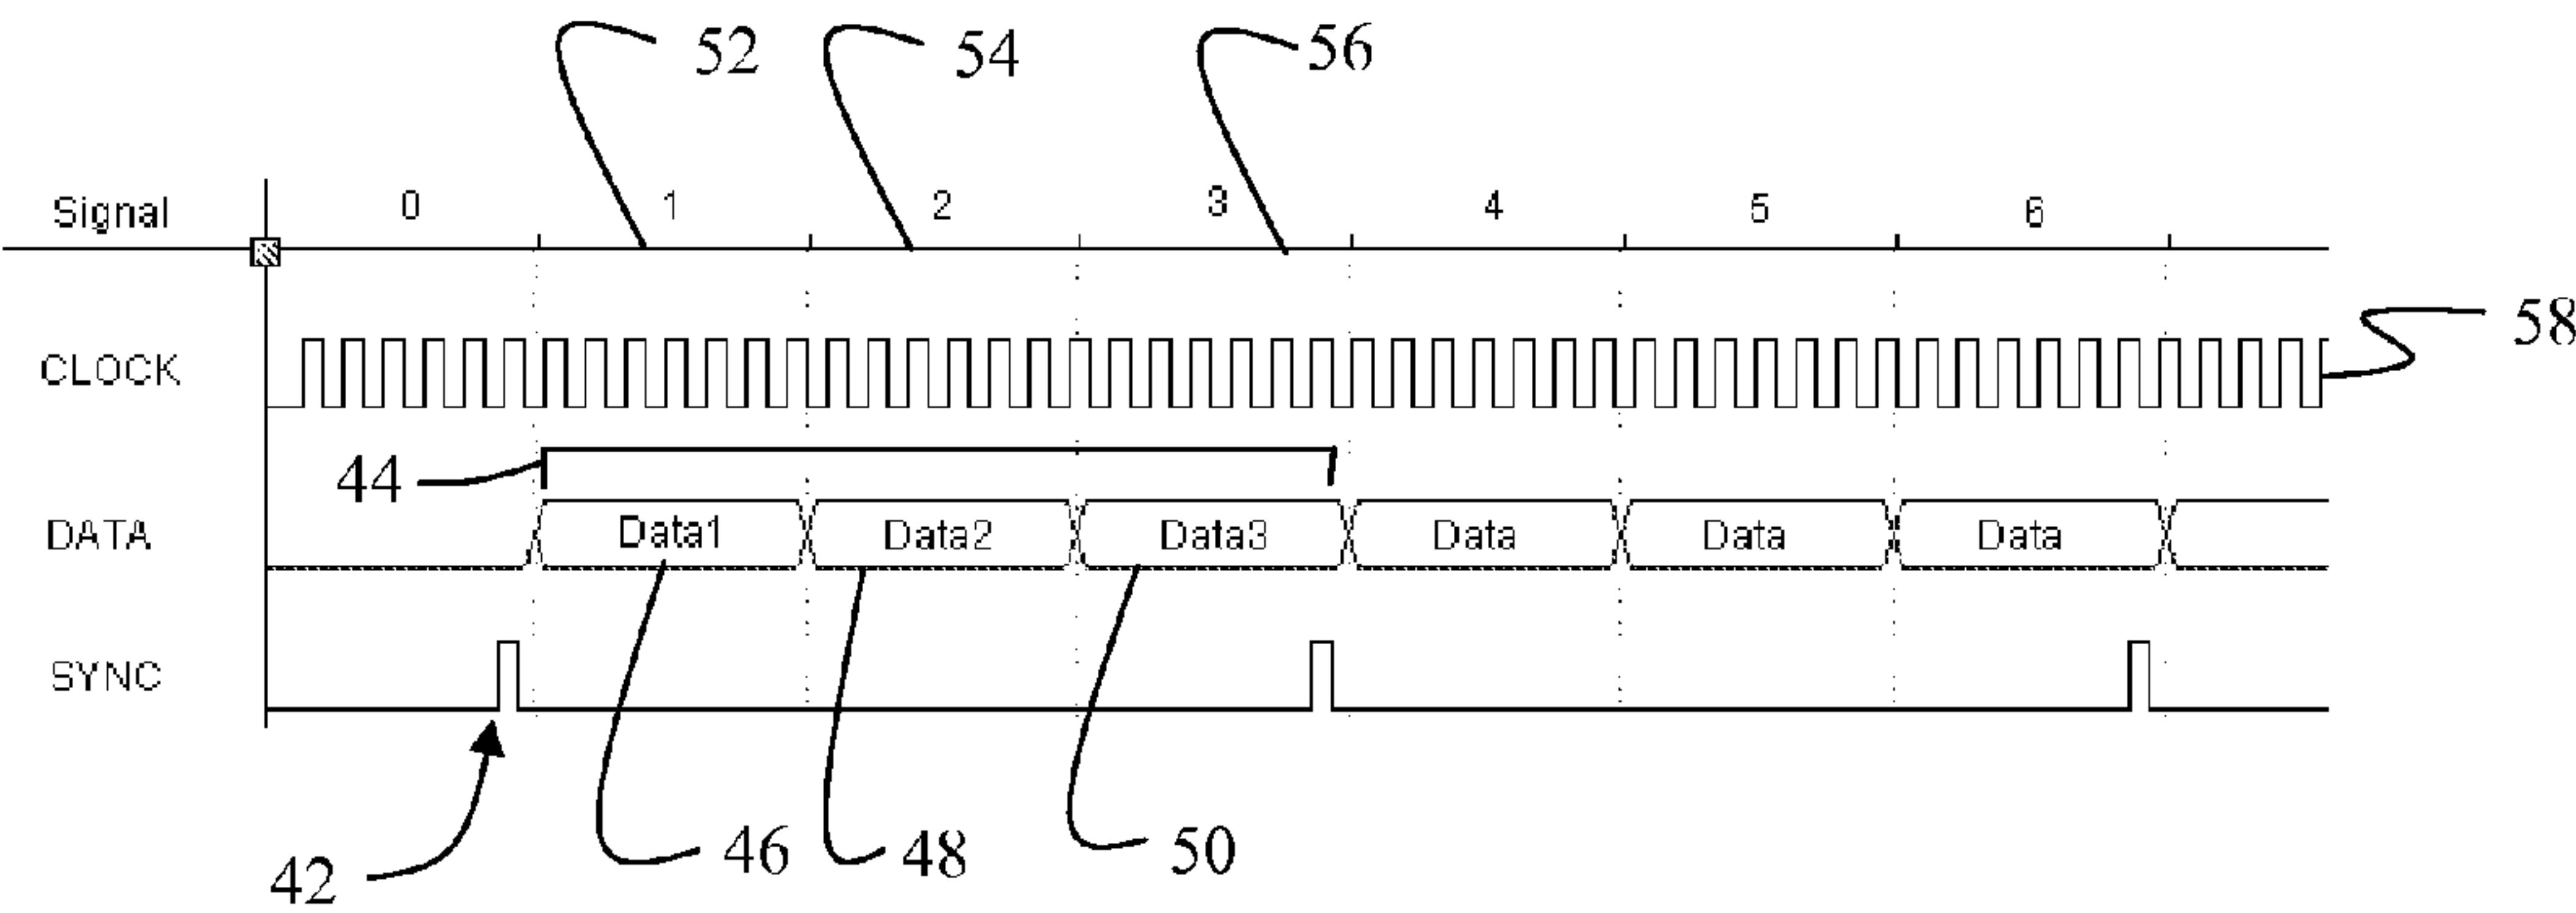 52 54 56
Signal 0 1 2 3 4 5 6
58
CLOCK
44
DATA Data1 Data2 Data3 Data Data Data
SYNC
42 46 48 50